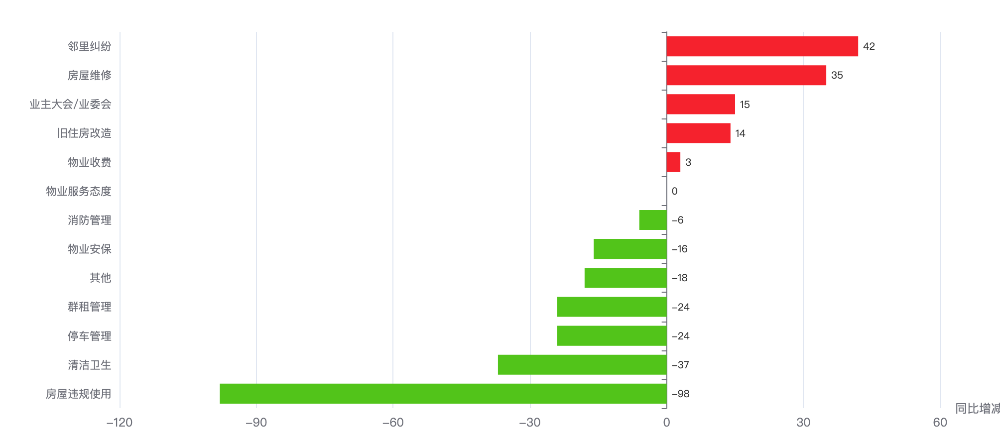 邻里纠纷 42
房屋维修 35
业主大会/业委会 15
旧住房改造 14
物业收费 3
物业服务态度 0
消防管理 -6
物业安保 -16
其他 -18
群租管理 -24
停车管理 -24
清洁卫生 -37
房屋违规使用 -98
同比增减
-120 -90 -60 -30 0 30 60